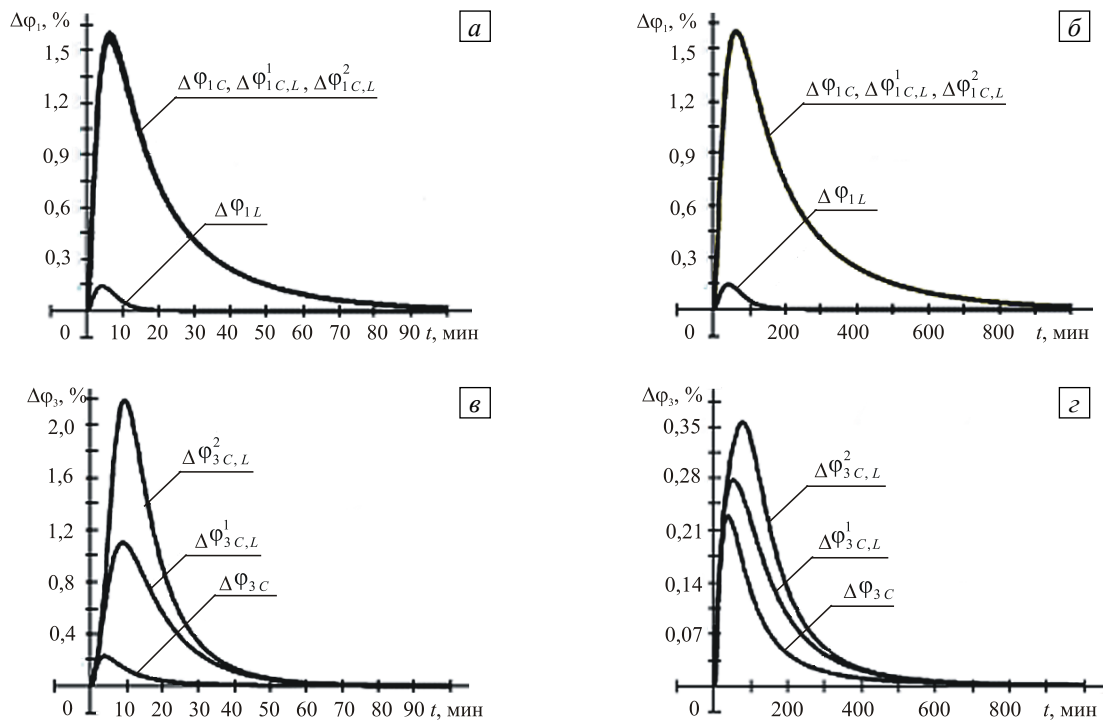 Δφ₁, %
а
1,5
1,2
0,9
0,6
0,3
0
Δφ₁C, Δφ¹₁C,L, Δφ²₁C,L
Δφ₁L
10 20 30 40 50 60 70 80 90 t, мин
Δφ₁, %
б
1,5
1,2
0,9
0,6
0,3
0
Δφ₁C, Δφ¹₁C,L, Δφ²₁C,L
Δφ₁L
200 400 600 800 t, мин
Δφ₃, %
в
2,0
1,6
1,2
0,8
0,4
0
Δφ²₃C,L
Δφ¹₃C,L
Δφ₃C
10 20 30 40 50 60 70 80 90 t, мин
Δφ₃, %
г
0,35
0,28
0,21
0,14
0,07
0
Δφ²₃C,L
Δφ¹₃C,L
Δφ₃C
200 400 600 800 t, мин